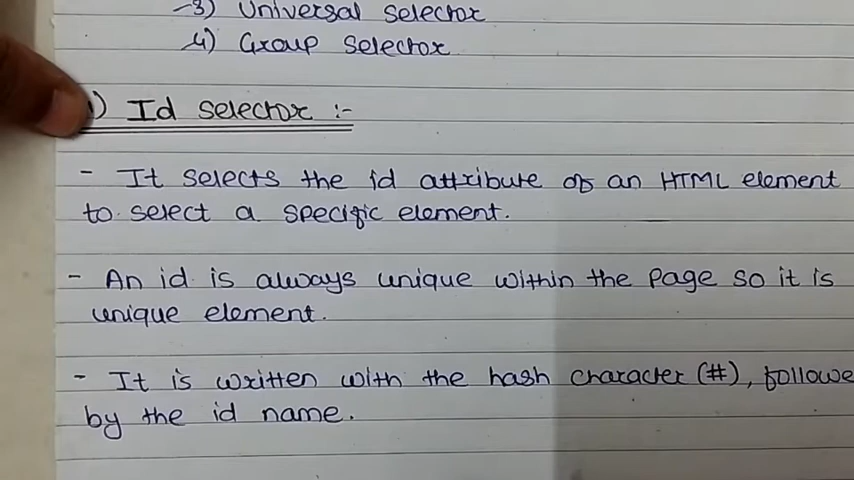 3) Universal selector
4) Group selector
) Id selector :-
- It selects the id attribute of an HTML element
to select a specific element.
- An id is always unique within the page so it is
unique element.
- It is written with the hash character (#), followe
by the id name.